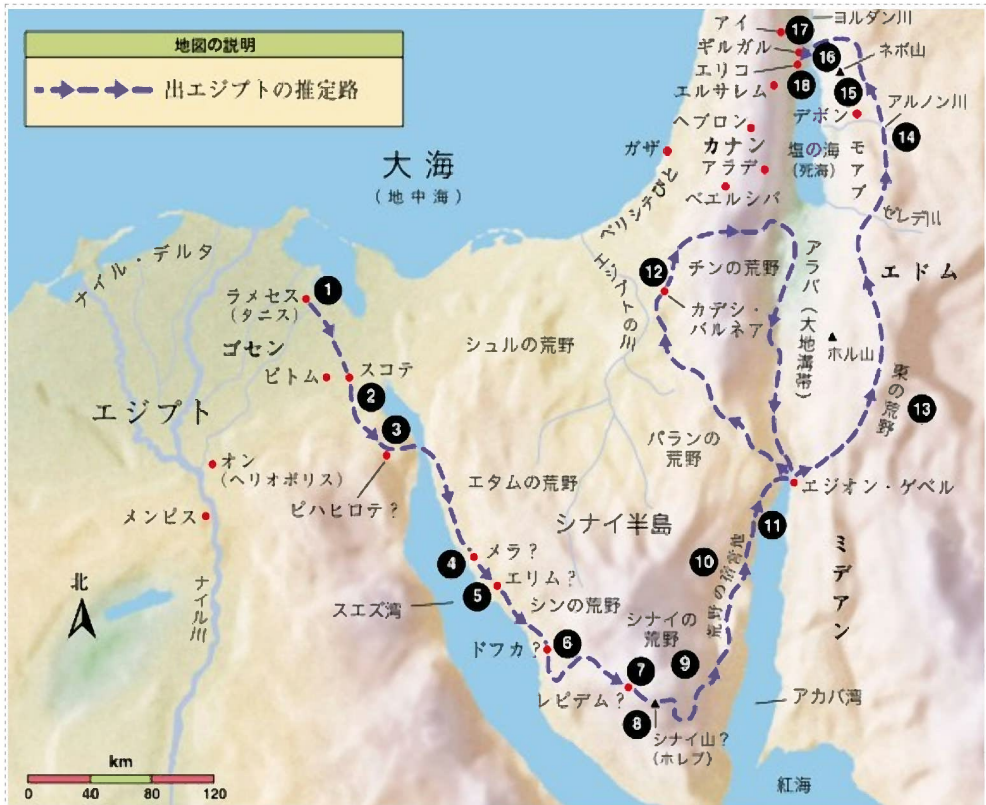 地図の説明
出エジプトの推定路
大海
(地中海)
アイ
ギルガル
エリコ
エルサレム
ヘブロン
ガザ
カナン
アラデ
ベエルシバ
ペリシテびと
17
ヨルダン川
16
ネボ山
18
15
デボン
アルノン川
14
塩の海
(死海)
モアブ
ゼレデ川
ナイル・デルタ
ラメセス
(タニス)
1
ゴセン
ピトム
スコテ
2
3
エジプト
オン
(ヘリオポリス)
ピハヒロテ?
メンピス
ナイル川
北
シュルの荒野
エジプトの川
12
チンの荒野
カデシ・
バルネア
アラバ(大地溝帯)
エドム
ホル山
東の荒野
13
パランの
荒野
エタムの荒野
シナイ半島
エジオン・ゲベル
11
メラ?
4
エリム?
5
スエズ湾
シンの荒野
10
荒野の宿営地
ミデアン
ドフカ?
6
シナイの
荒野
9
7
レピデム?
8
シナイ山?
(ホレブ)
アカバ湾
紅海
km
0 40 80 120